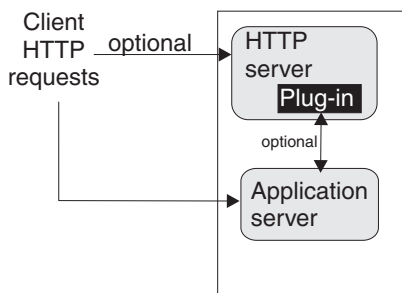 Client
HTTP
requests
optional
HTTP
server
Plug-in
optional
Application
server